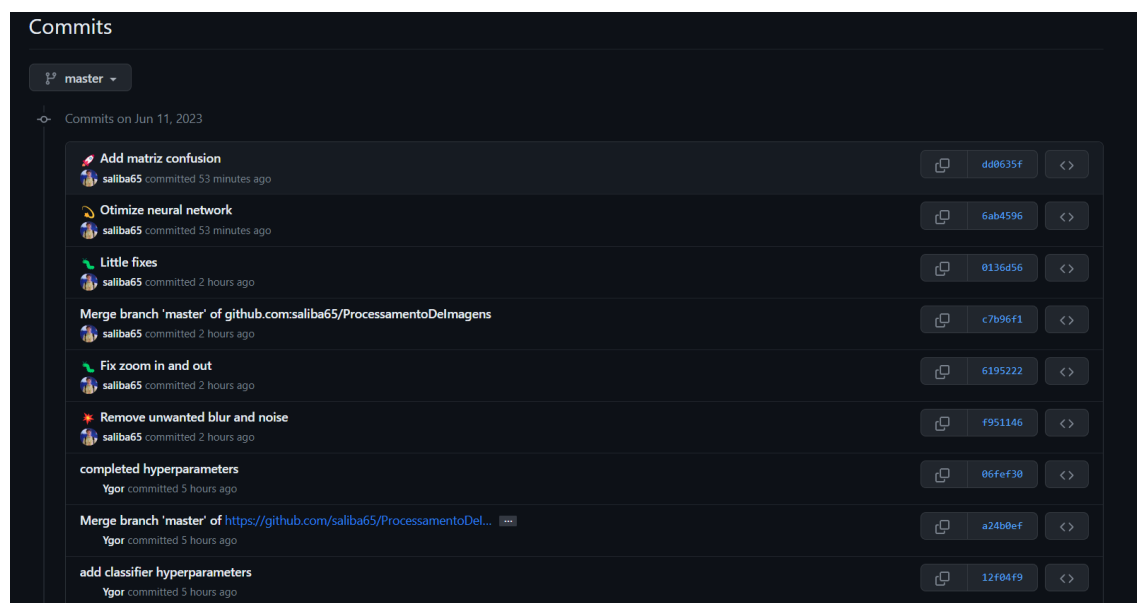 Commits
master
Commits on Jun 11, 2023
🚀 Add matriz confusion
saliba65 committed 53 minutes ago
dd0635f
💫 Otimize neural network
saliba65 committed 53 minutes ago
6ab4596
🐛 Little fixes
saliba65 committed 2 hours ago
0136d56
Merge branch 'master' of github.com:saliba65/ProcessamentoDeImagens
saliba65 committed 2 hours ago
c7b96f1
🐛 Fix zoom in and out
saliba65 committed 2 hours ago
6195222
💥 Remove unwanted blur and noise
saliba65 committed 2 hours ago
f951146
completed hyperparameters
Ygor committed 5 hours ago
06fef30
Merge branch 'master' of https://github.com/saliba65/ProcessamentoDeI... ...
Ygor committed 5 hours ago
a24b0ef
add classifier hyperparameters
Ygor committed 5 hours ago
12f04f9